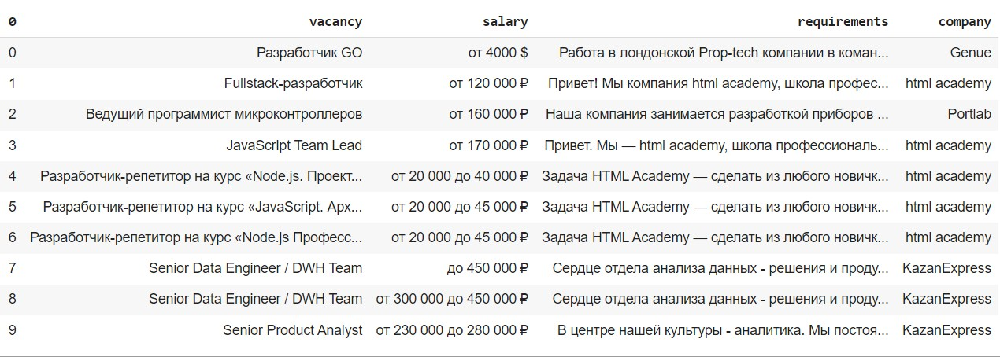 0 vacancy salary requirements company
0 Разработчик GO от 4000 $ Работа в лондонской Prop-tech компании в коман... Genue
1 Fullstack-разработчик от 120 000 ₽ Привет! Мы компания html academy, школа профес... html academy
2 Ведущий программист микроконтроллеров от 160 000 ₽ Наша компания занимается разработкой приборов ... Portlab
3 JavaScript Team Lead от 170 000 ₽ Привет. Мы — html academy, школа профессиональ... html academy
4 Разработчик-репетитор на курс «Node.js. Проект... от 20 000 до 40 000 ₽ Задача HTML Academy — сделать из любого новичк... html academy
5 Разработчик-репетитор на курс «JavaScript. Арх... от 20 000 до 45 000 ₽ Задача HTML Academy — сделать из любого новичк... html academy
6 Разработчик-репетитор на курс «Node.js Професс... от 20 000 до 45 000 ₽ Задача HTML Academy — сделать из любого новичк... html academy
7 Senior Data Engineer / DWH Team до 450 000 ₽ Сердце отдела анализа данных - решения и проду... KazanExpress
8 Senior Data Engineer / DWH Team от 300 000 до 450 000 ₽ Сердце отдела анализа данных - решения и проду... KazanExpress
9 Senior Product Analyst от 230 000 до 280 000 ₽ В центре нашей культуры - аналитика. Мы постоя... KazanExpress